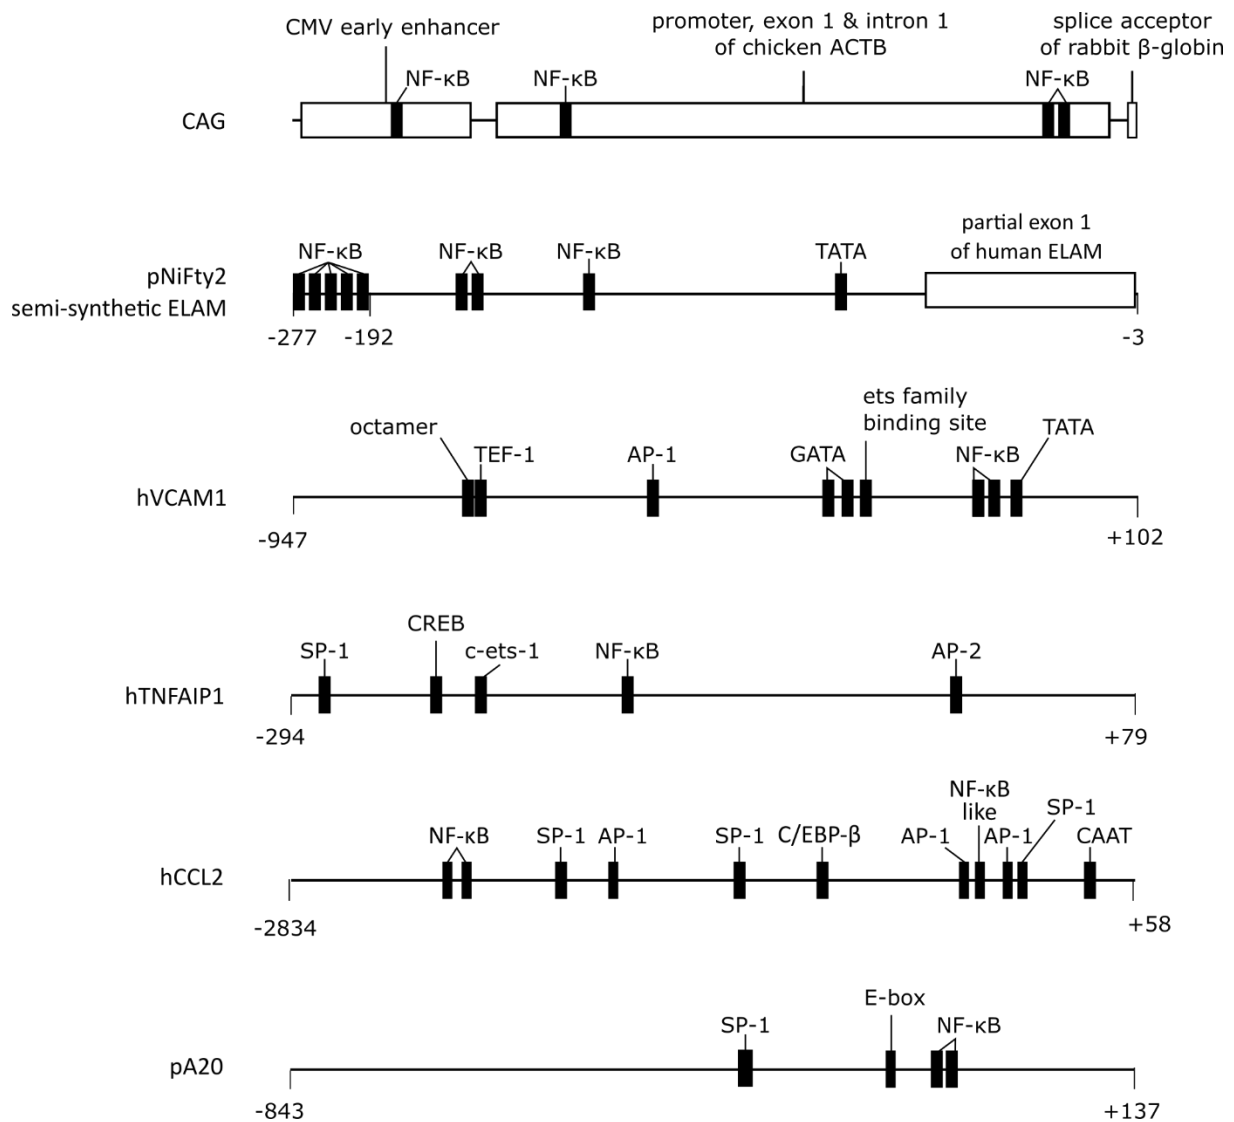 CMV early enhancer
promoter, exon 1 & intron 1
of chicken ACTB
splice acceptor
of rabbit β-globin
NF-κB
NF-κB
NF-κB
CAG
partial exon 1
of human ELAM
NF-κB
NF-κB
NF-κB
TATA
pNiFty2
semi-synthetic ELAM
-277
-192
-3
ets family
binding site
octamer
TEF-1
AP-1
GATA
NF-κB
TATA
hVCAM1
-947
+102
CREB
SP-1
c-ets-1
NF-κB
AP-2
hTNFAIP1
-294
+79
NF-κB
like
SP-1
NF-κB
SP-1
AP-1
SP-1
C/EBP-β
AP-1
AP-1
CAAT
hCCL2
-2834
+58
E-box
SP-1
NF-κB
pA20
-843
+137